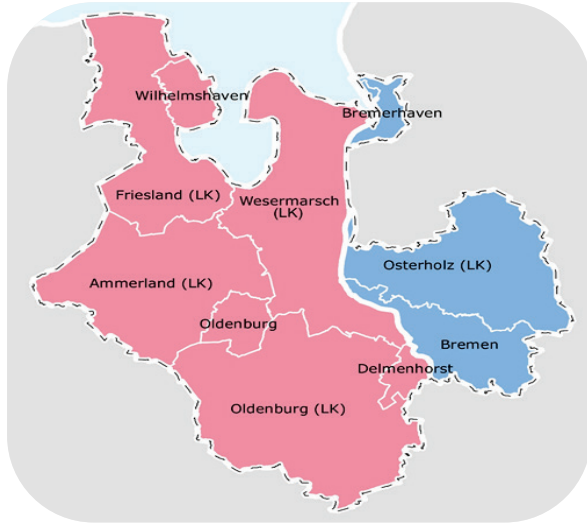 Wilhelmshaven
Bremerhaven
Friesland (LK)
Wesermarsch
(LK)
Osterholz (LK)
Ammerland (LK)
Oldenburg
Bremen
Delmenhorst
Oldenburg (LK)